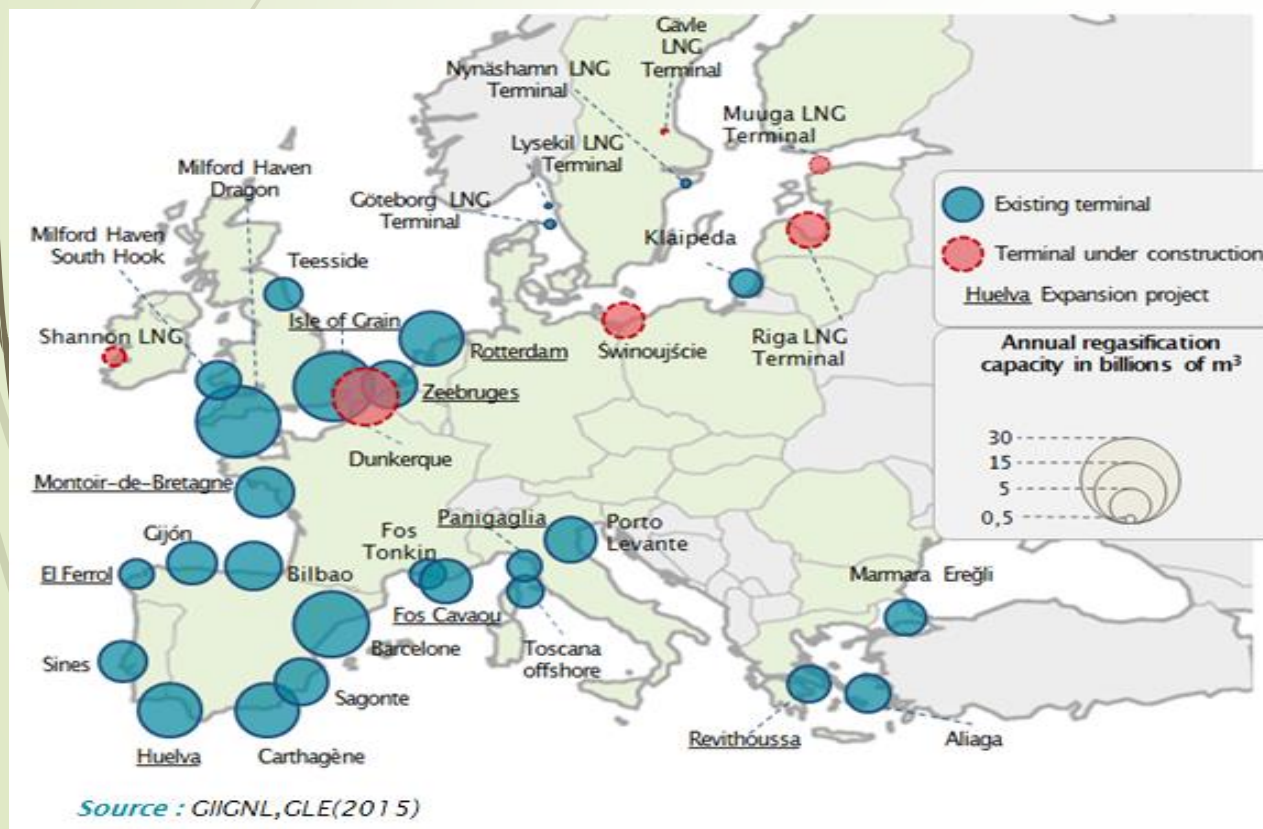 Gävle
LNG
Terminal
Nynäshamn LNG
Terminal
Muuga LNG
Terminal
Lysekil LNG
Terminal
Milford Haven
Dragon
Göteborg LNG
Terminal
Milford Haven
South Hook
Teesside
Klaipeda
Existing terminal
Terminal under construction
Huelva Expansion project
Isle of Grain
Shannon LNG
Rotterdam
Świnoujście
Riga LNG
Terminal
Zeebruges
Annual regasification
capacity in billions of m³
30
15
5
0,5
Dunkerque
Montoir-de-Bretagne
Panigaglia
Porto
Levante
Gijón
Fos
Tonkin
El Ferrol
Bilbao
Marmara Ereğli
Fos Cavaou
Barcelone
Toscana
offshore
Sines
Sagonte
Huelva
Carthagène
Revithoussa
Aliaga
Source : GIIGNL,GLE(2015)